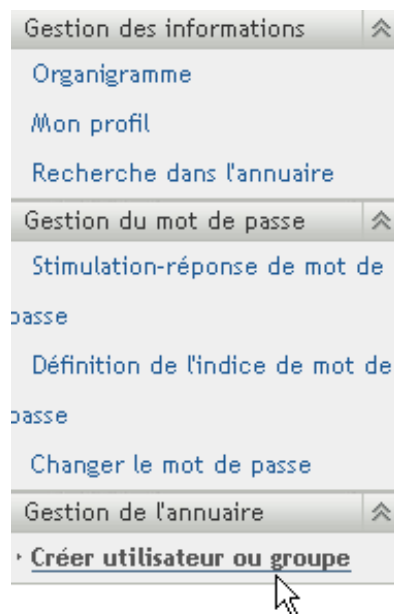 Gestion des informations
Organigramme
Mon profil
Recherche dans l'annuaire
Gestion du mot de passe
Stimulation-réponse de mot de
passe
Définition de l'indice de mot de
passe
Changer le mot de passe
Gestion de l'annuaire
Créer utilisateur ou groupe